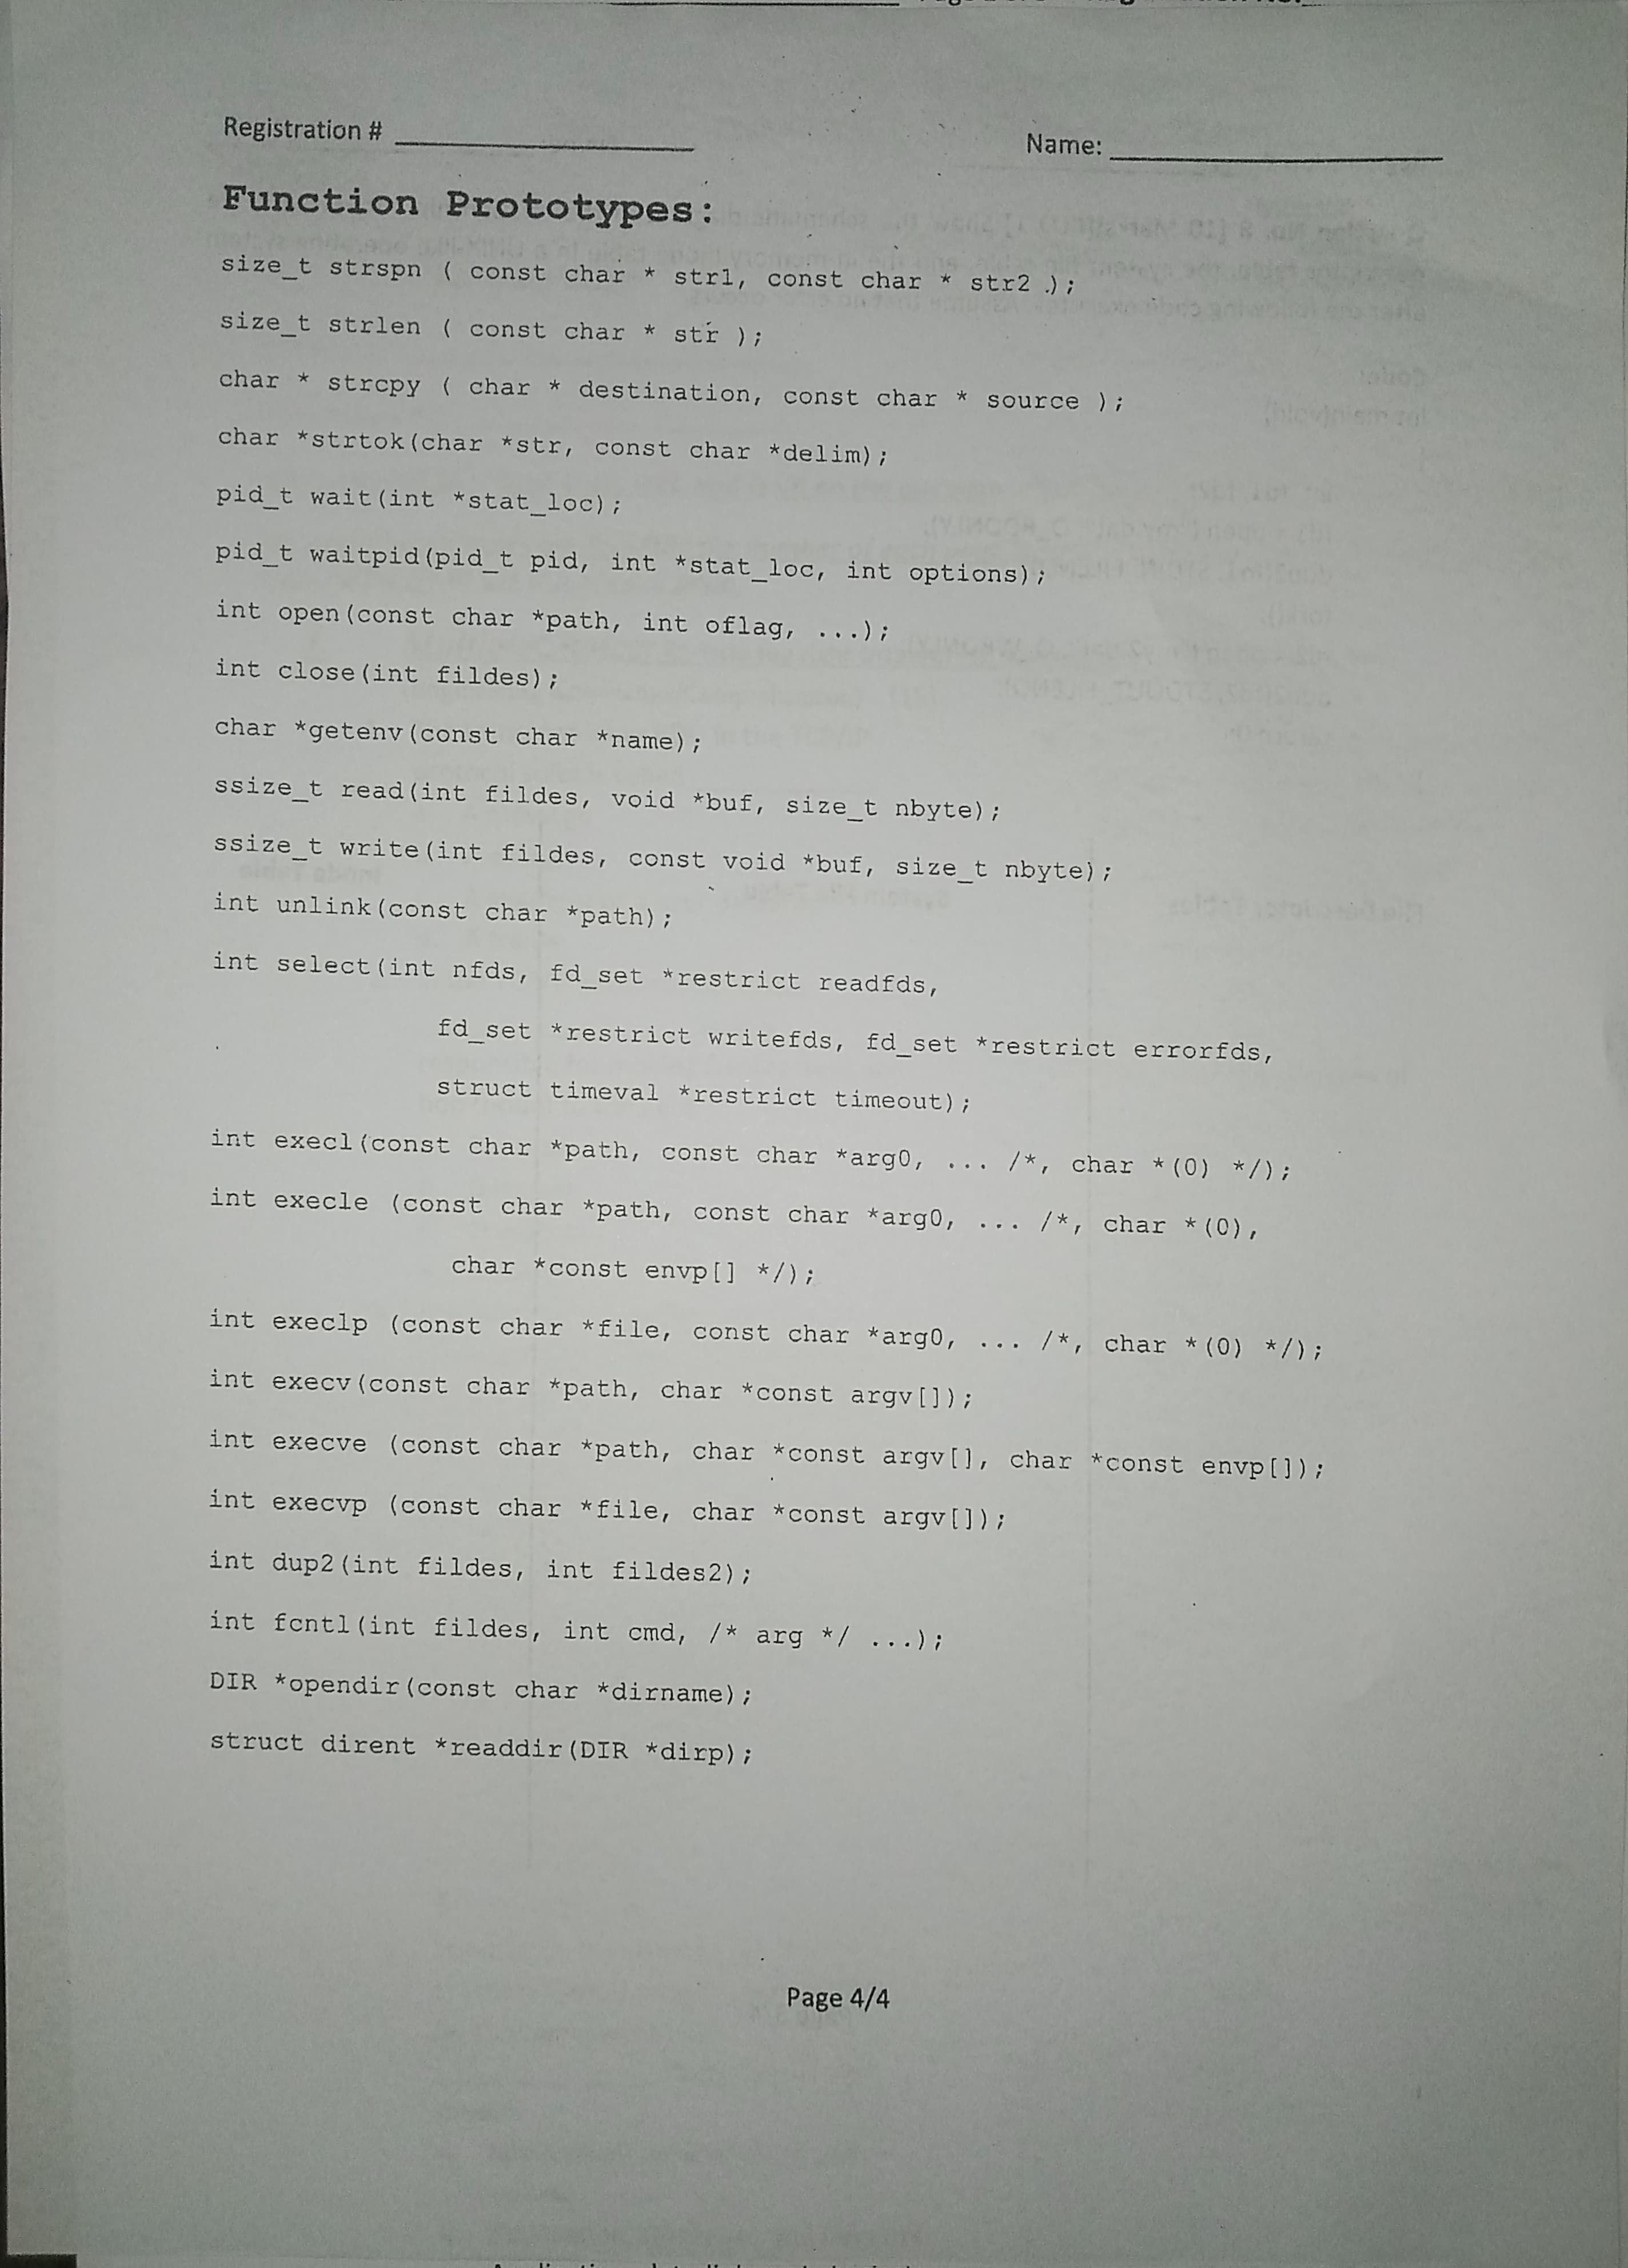 Registration # Name:
Function Prototypes:
size_t strspn ( const char * str1, const char * str2 );
size_t strlen ( const char * str );
char * strcpy ( char * destination, const char * source );
char *strtok(char *str, const char *delim);
pid_t wait(int *stat_loc);
pid_t waitpid(pid_t pid, int *stat_loc, int options);
int open(const char *path, int oflag, ...);
int close(int fildes);
char *getenv(const char *name);
ssize_t read(int fildes, void *buf, size_t nbyte);
ssize_t write(int fildes, const void *buf, size_t nbyte);
int unlink(const char *path);
int select(int nfds, fd_set *restrict readfds,
fd_set *restrict writefds, fd_set *restrict errorfds,
struct timeval *restrict timeout);
int execl(const char *path, const char *arg0, ... /*, char *(0) */);
int execle (const char *path, const char *arg0, ... /*, char *(0),
char *const envp[] */);
int execlp (const char *file, const char *arg0, ... /*, char *(0) */);
int execv(const char *path, char *const argv[]);
int execve (const char *path, char *const argv[], char *const envp[]);
int execvp (const char *file, char *const argv[]);
int dup2(int fildes, int fildes2);
int fcntl(int fildes, int cmd, /* arg */ ...);
DIR *opendir(const char *dirname);
struct dirent *readdir(DIR *dirp);
Page 4/4